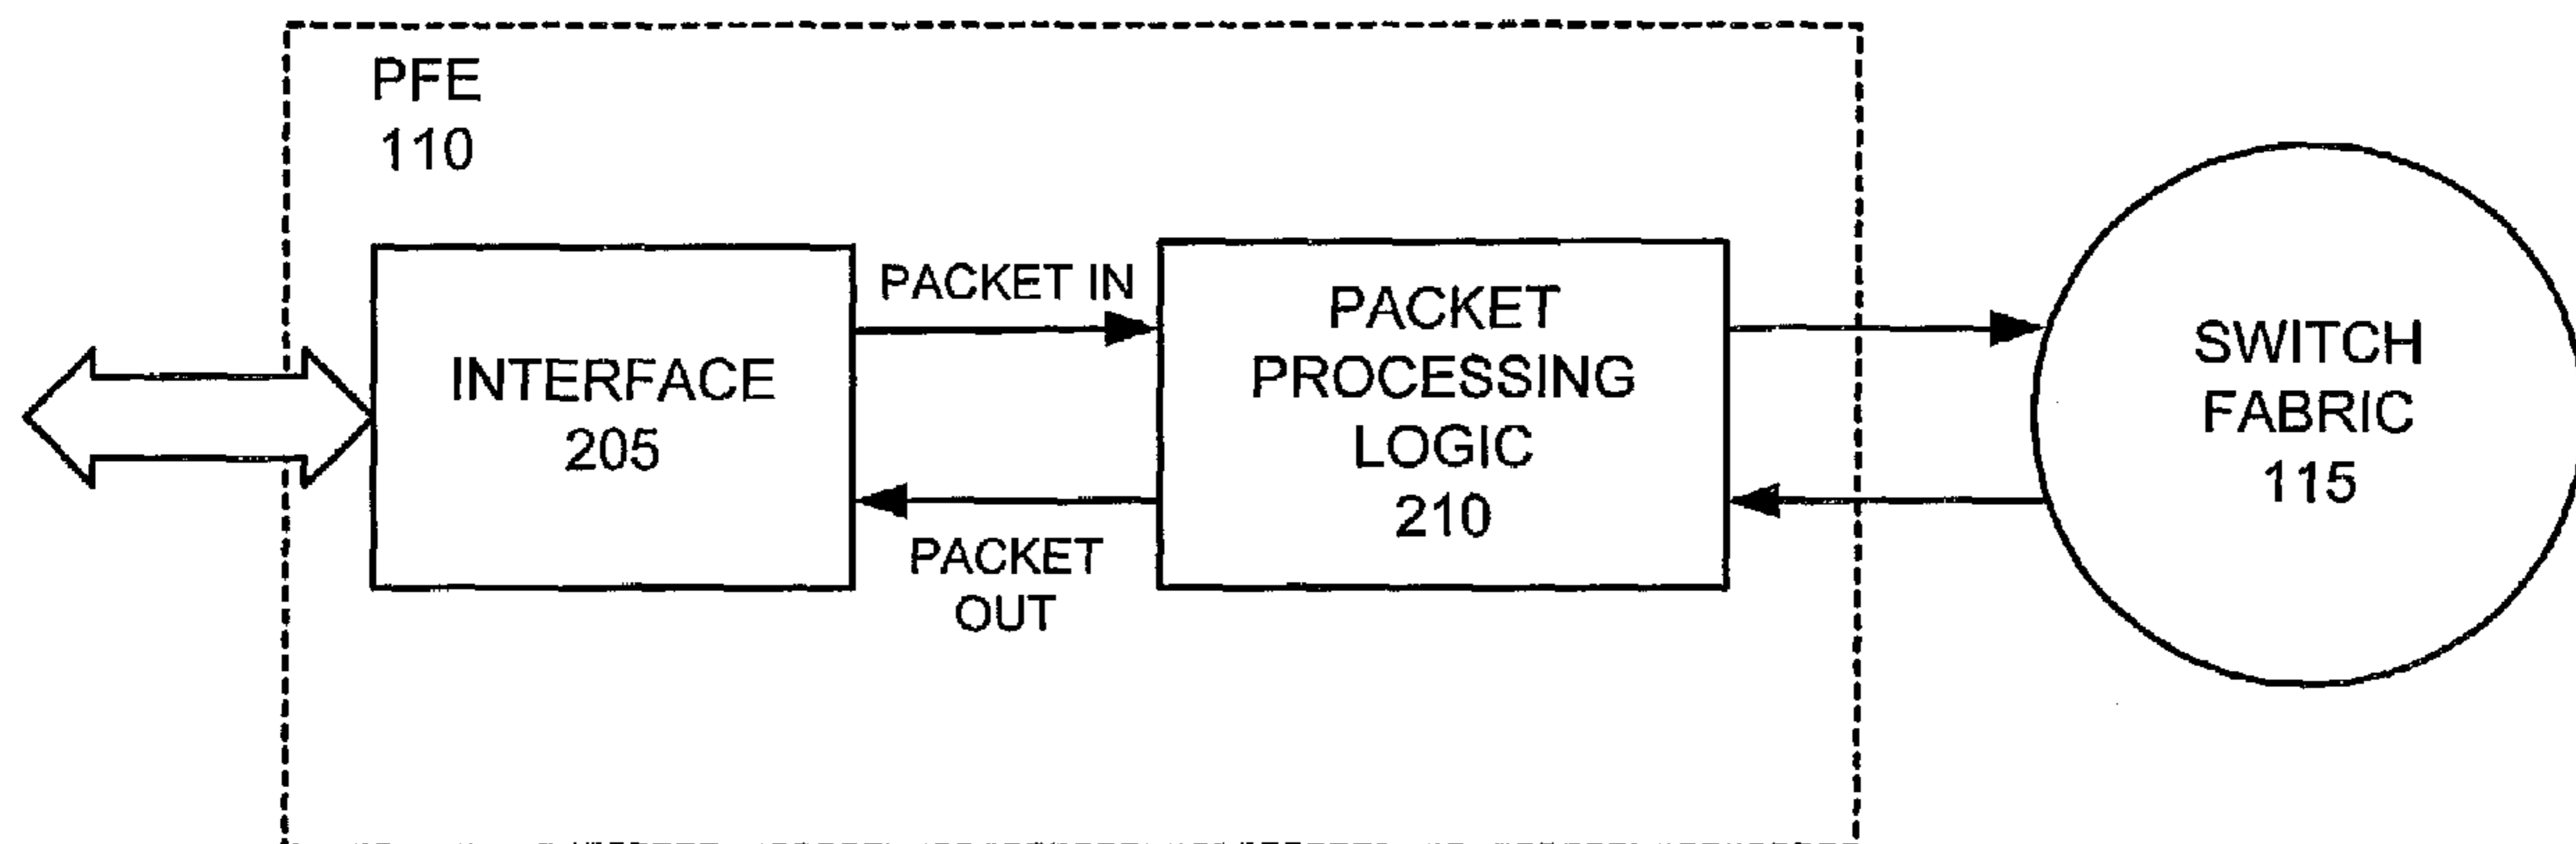 PFE
110
INTERFACE
205
PACKET IN
PACKET
OUT
PACKET
PROCESSING
LOGIC
210
SWITCH
FABRIC
115